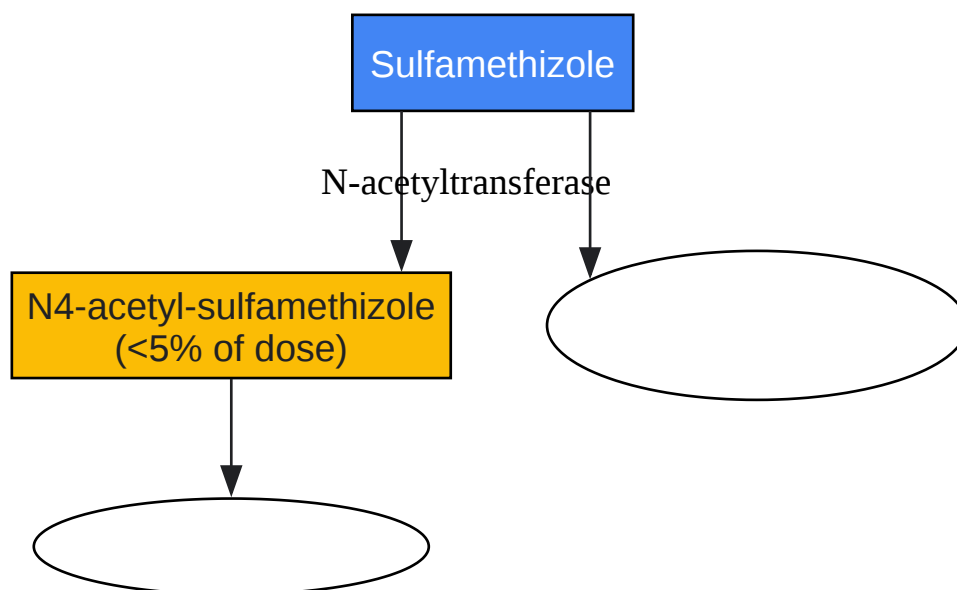 Sulfamethizole
N-acetyltransferase
N4-acetyl-sulfamethizole
(<5% of dose)